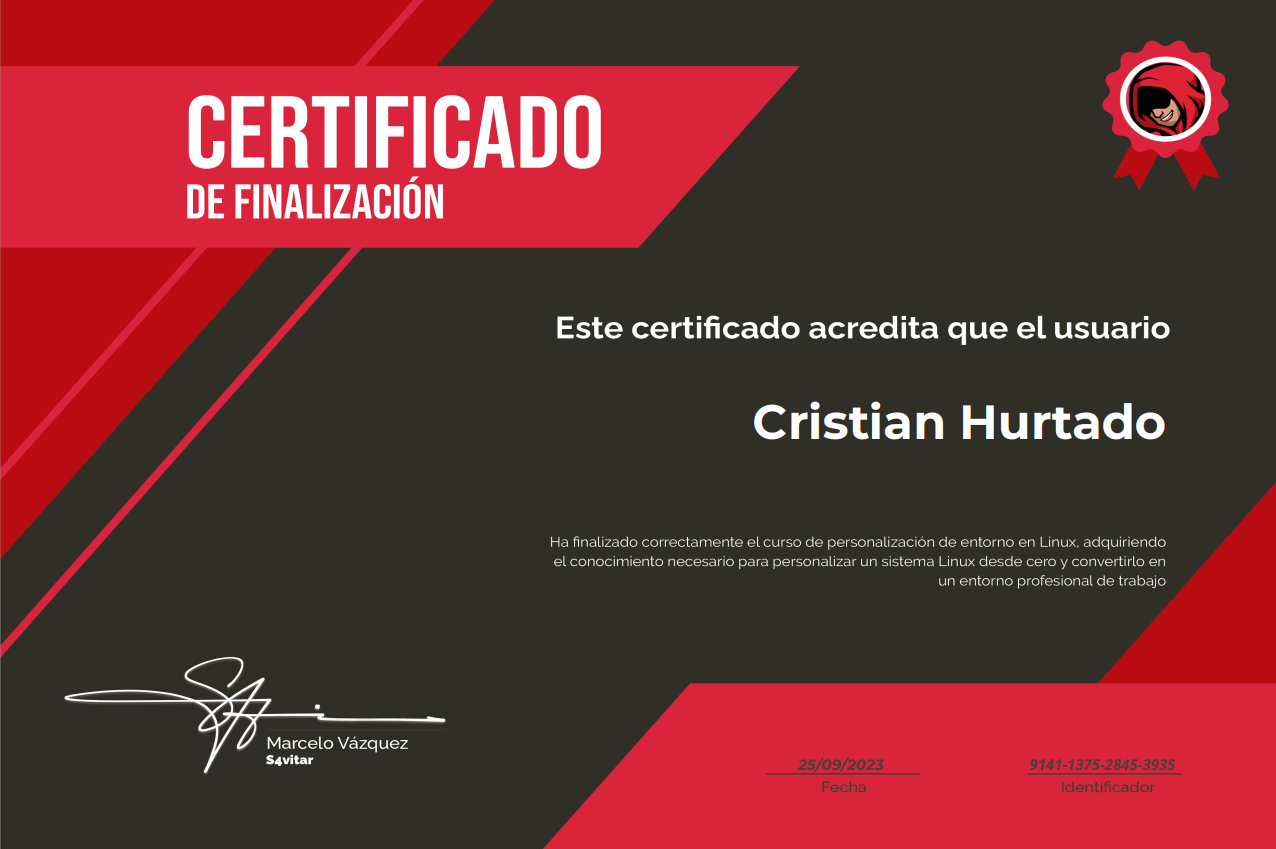 CERTIFICADO
DE FINALIZACIÓN
Este certificado acredita que el usuario
Cristian Hurtado
Ha finalizado correctamente el curso de personalización de entorno en Linux, adquiriendo
el conocimiento necesario para personalizar un sistema Linux desde cero y convertirlo en
un entorno profesional de trabajo
Marcelo Vázquez
S4vitar
25/09/2023
Fecha
9141-1375-2845-3935
Identificador